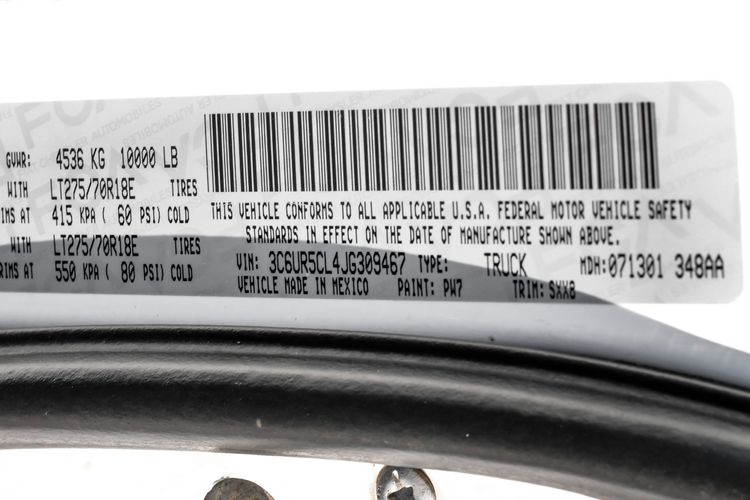 GVWR: 4536 KG 10000 LB
WITH LT275/70R18E TIRES
IMS AT 415 KPA ( 60 PSI) COLD
WITH LT275/70R18E TIRES
RIMS AT 550 KPA ( 80 PSI) COLD
THIS VEHICLE CONFORMS TO ALL APPLICABLE U.S.A. FEDERAL MOTOR VEHICLE SAFETY
STANDARDS IN EFFECT ON THE DATE OF MANUFACTURE SHOWN ABOVE.
VIN: 3C6UR5CL4JG309467 TYPE: TRUCK MDH:071301 348AA
VEHICLE MADE IN MEXICO PAINT: PW7 TRIM: SXX8